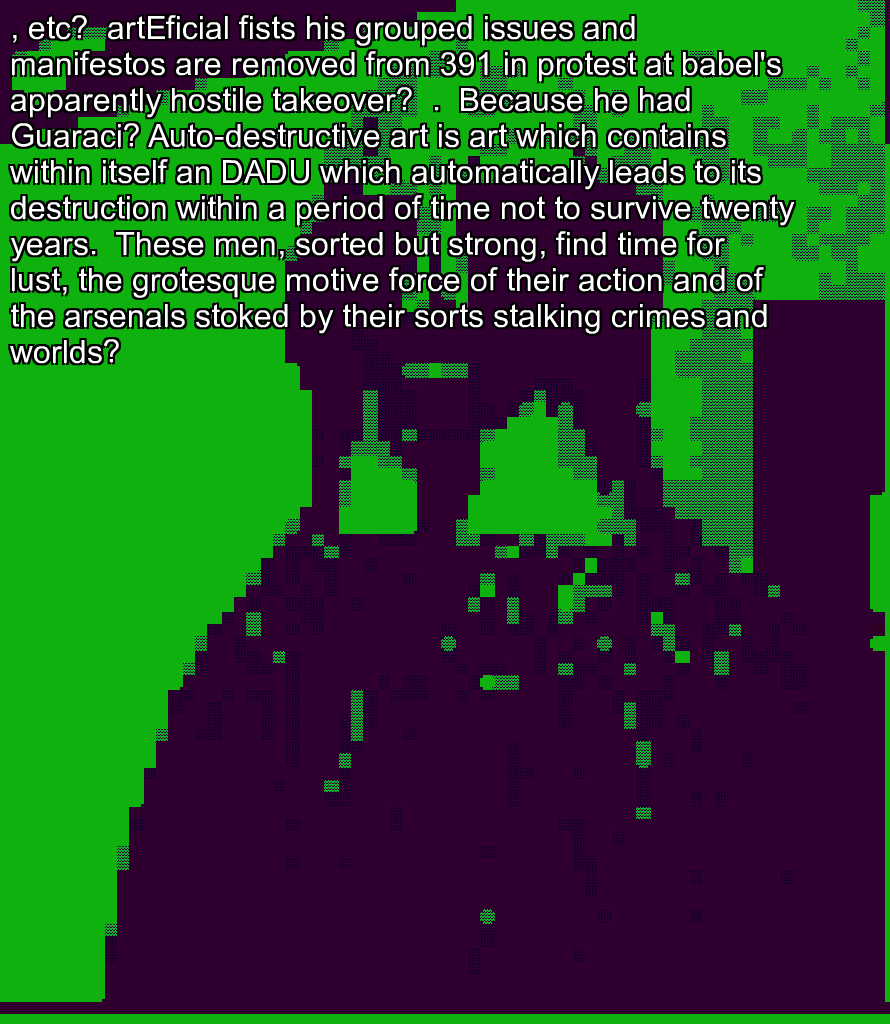 , etc?  artEficial fists his grouped issues and
manifestos are removed from 391 in protest at babel's
apparently hostile takeover?  .  Because he had
Guaraci? Auto-destructive art is art which contains
within itself an DADU which automatically leads to its
destruction within a period of time not to survive twenty
years.  These men, sorted but strong, find time for
lust, the grotesque motive force of their action and of
the arsenals stoked by their sorts stalking crimes and
worlds?